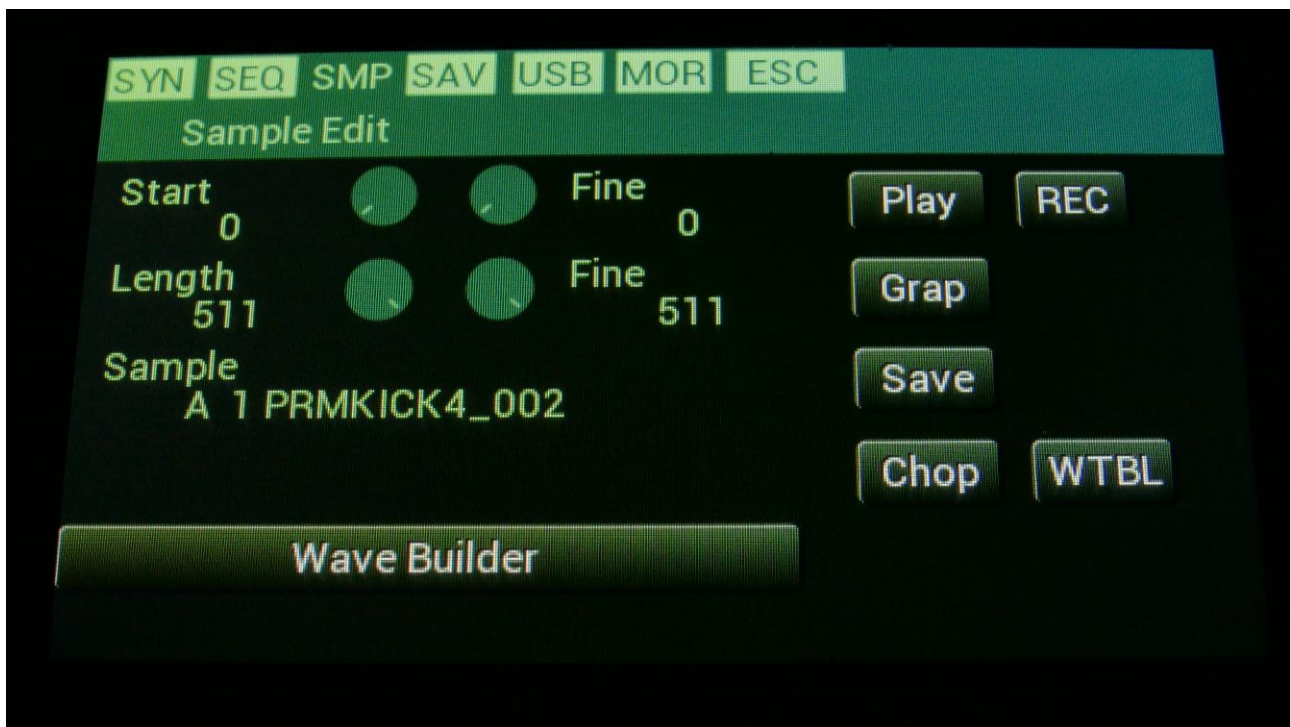 SYN SEQ SMP SAV USB MOR ESC
Sample Edit
Start Fine Play REC
0 0
Length Fine Grap
511 511
Sample Save
A 1 PRMKICK4_002
Chop WTBL
Wave Builder